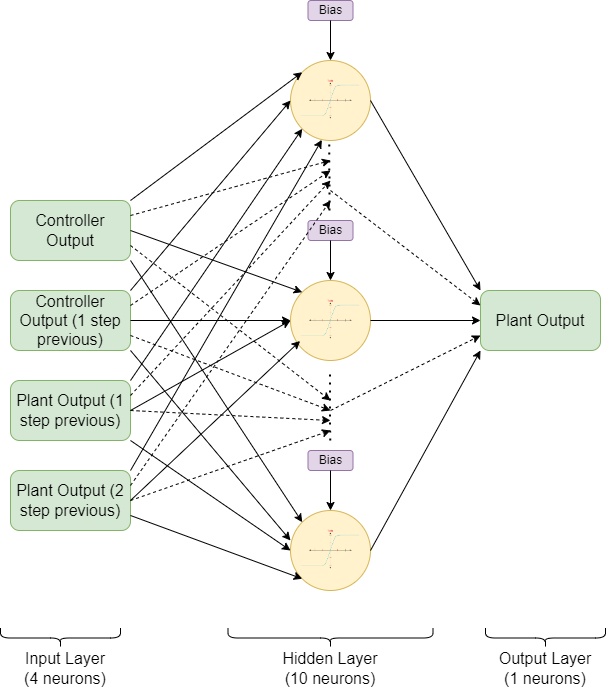 Bias
Controller
Output
Bias
Controller
Output (1 step
previous)
Plant Output
Plant Output (1
step previous)
Bias
Plant Output (2
step previous)
Input Layer
(4 neurons)
Hidden Layer
(10 neurons)
Output Layer
(1 neurons)